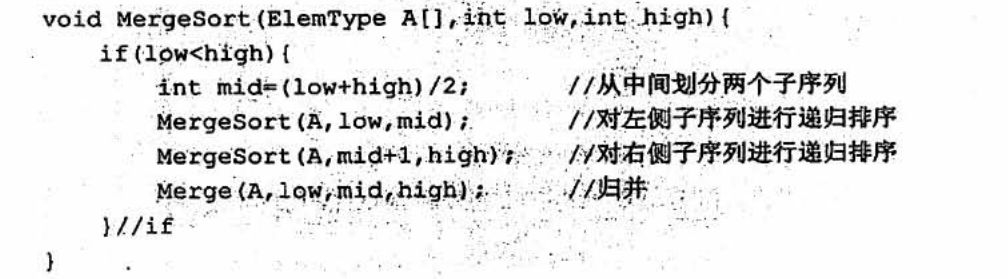 void MergeSort(ElemType A[],int low,int high){
if(low<high){
int mid=(low+high)/2; //从中间划分两个子序列
MergeSort(A,low,mid); //对左侧子序列进行递归排序
MergeSort(A,mid+1,high); //对右侧子序列进行递归排序
Merge(A,low,mid,high); //归并
}//if
}